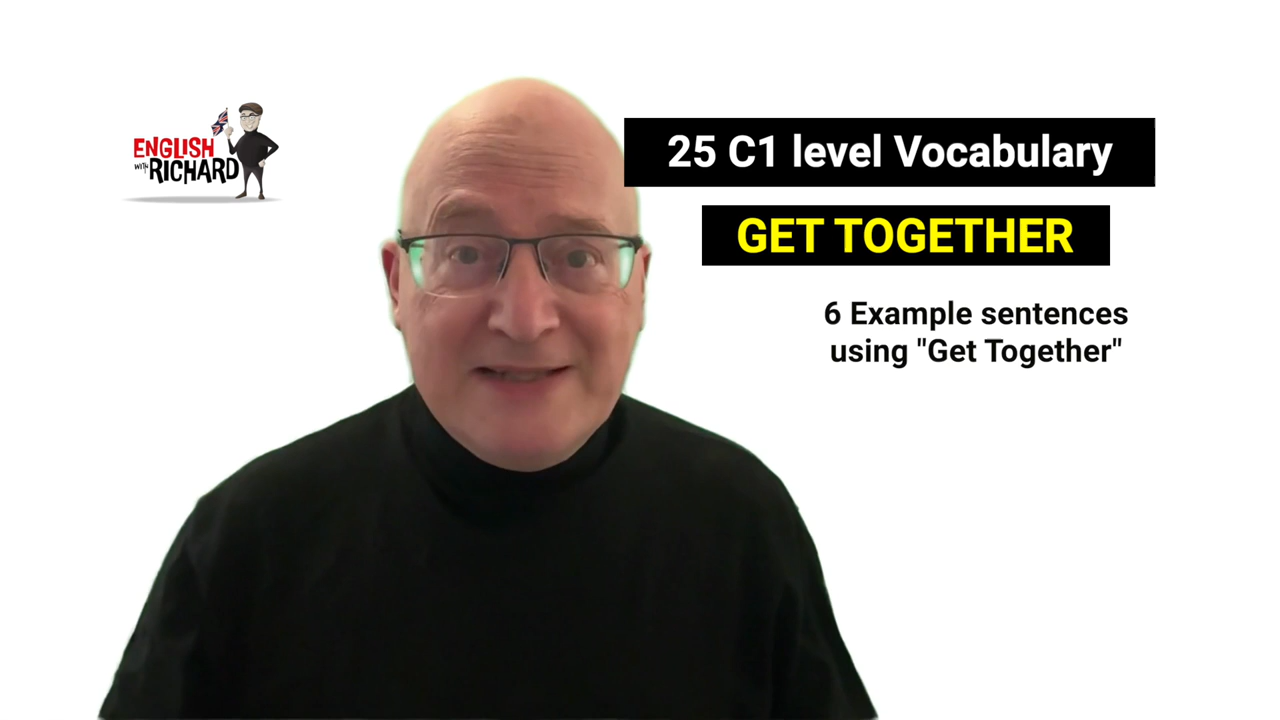 ENGLISH
WITH
RICHARD
25 C1 level Vocabulary
GET TOGETHER
6 Example sentences
using "Get Together"